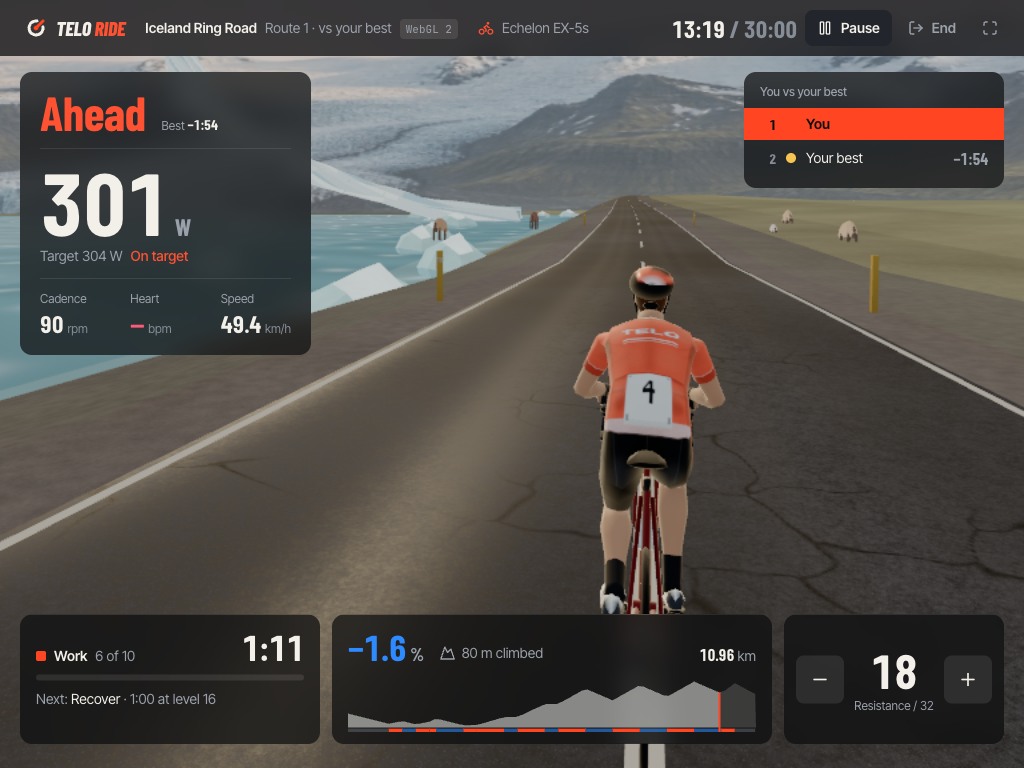 TELO RIDE Iceland Ring Road Route 1 · vs your best WebGL 2 Echelon EX-5s 13:19 / 30:00 Pause End
Ahead Best −1:54
301 W
Target 304 W On target
Cadence Heart Speed
90 rpm — bpm 49.4 km/h
You vs your best
1 You
2 Your best −1:54
TELO
4
Work 6 of 10 1:11
Next: Recover · 1:00 at level 16
−1.6 % 80 m climbed 10.96 km
− 18 +
Resistance / 32